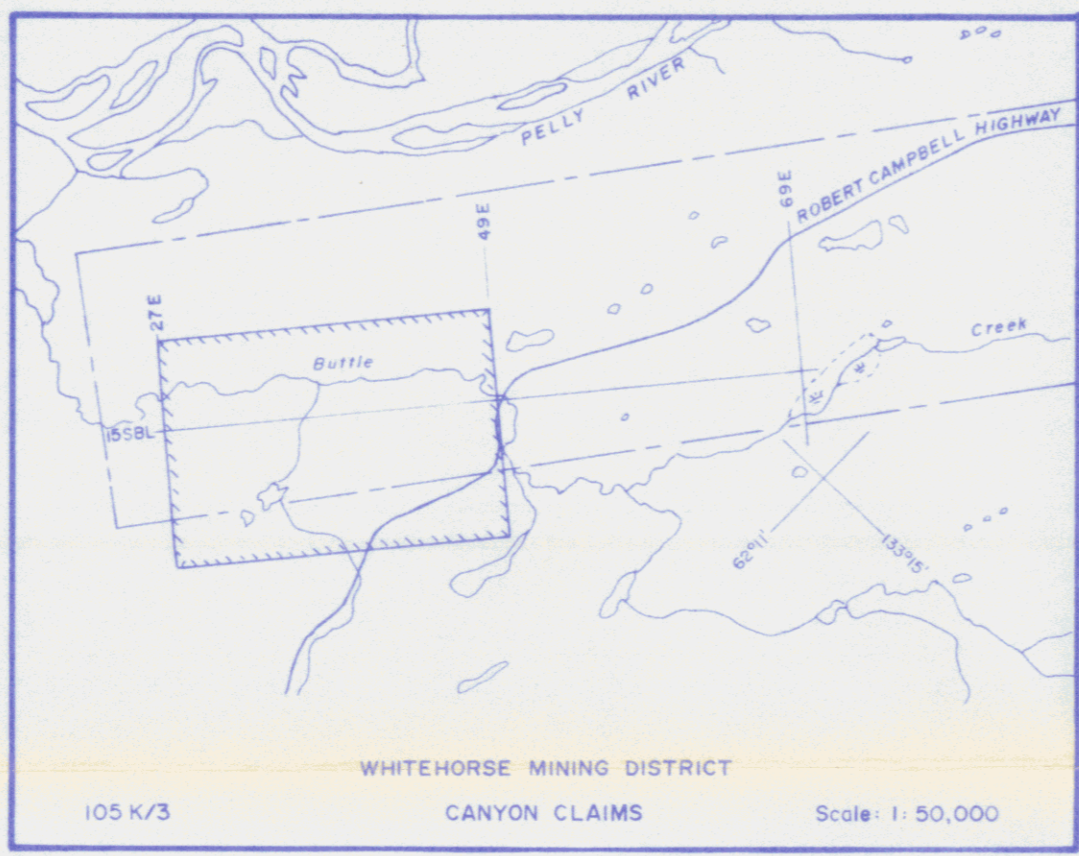 PELLY RIVER
ROBERT CAMPBELL HIGHWAY
69E
49E
27E
Buttle
Creek
15SBL
62°11'
133°15'
WHITEHORSE MINING DISTRICT
105 K/3
CANYON CLAIMS
Scale: 1:50,000